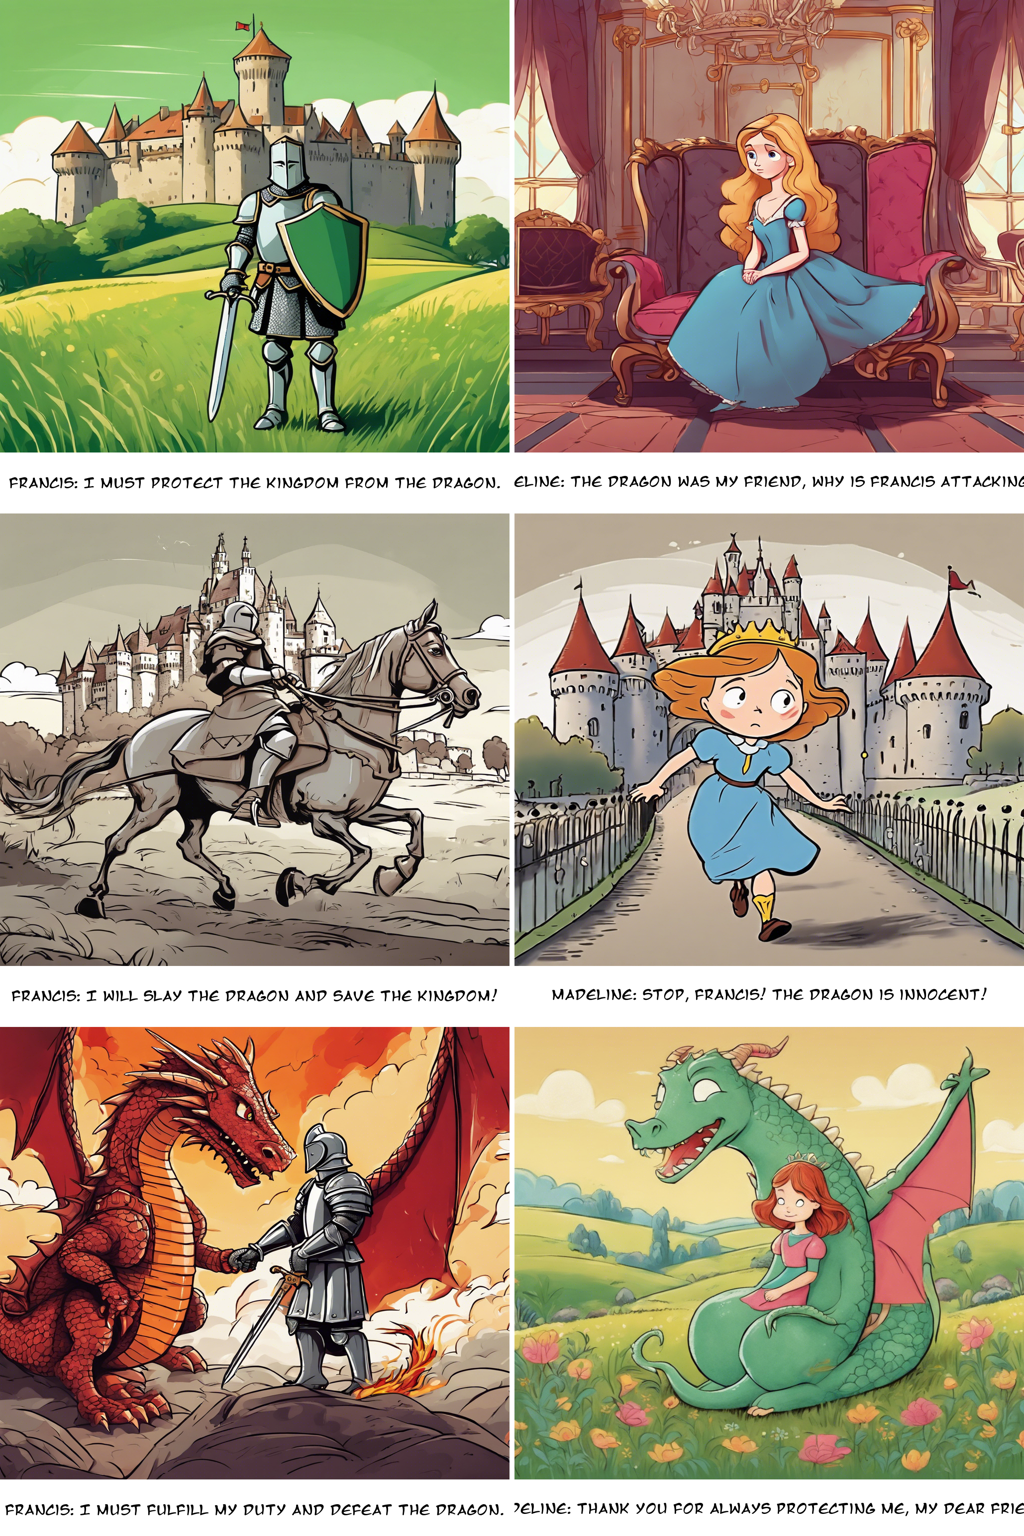 FRANCIS: I MUST PROTECT THE KINGDOM FROM THE DRAGON.
ELINE: THE DRAGON WAS MY FRIEND, WHY IS FRANCIS ATTACKING
FRANCIS: I WILL SLAY THE DRAGON AND SAVE THE KINGDOM!
MADELINE: STOP, FRANCIS! THE DRAGON IS INNOCENT!
FRANCIS: I MUST FULFILL MY DUTY AND DEFEAT THE DRAGON.
DELINE: THANK YOU FOR ALWAYS PROTECTING ME, MY DEAR FRIE